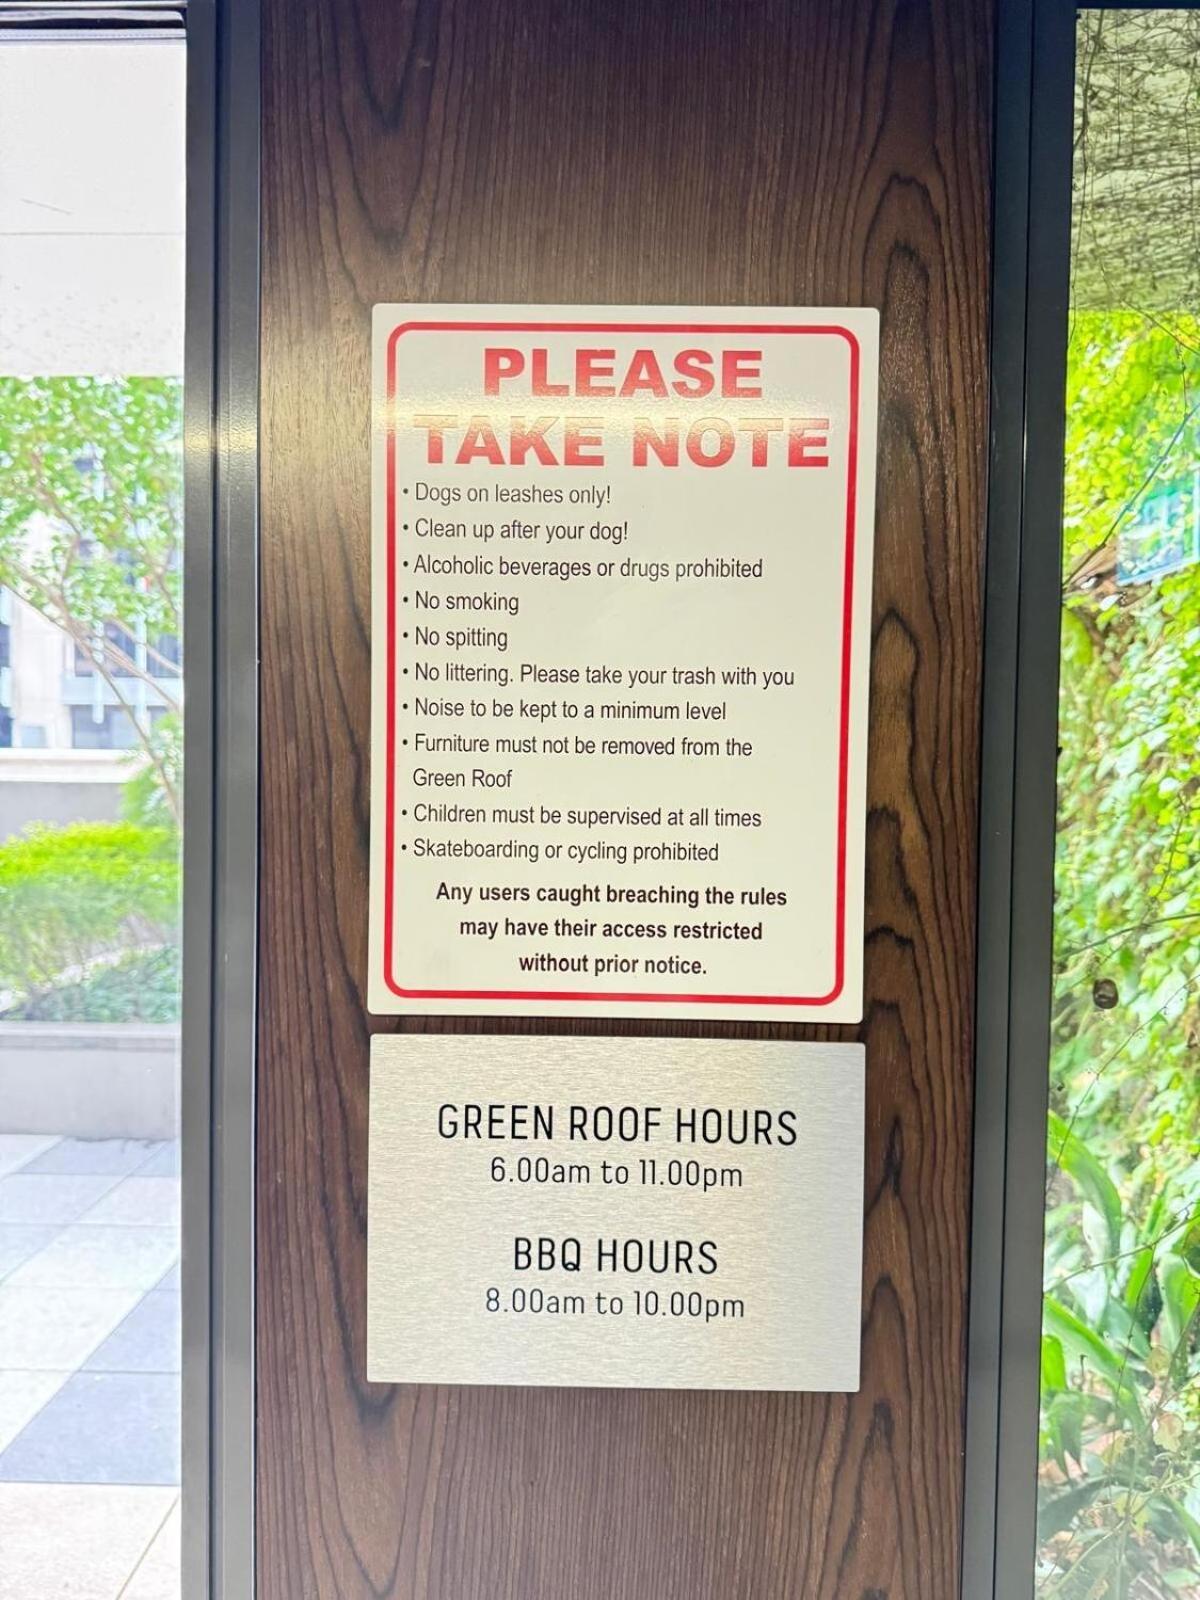 PLEASE
TAKE NOTE
• Dogs on leashes only!
• Clean up after your dog!
• Alcoholic beverages or drugs prohibited
• No smoking
• No spitting
• No littering. Please take your trash with you
• Noise to be kept to a minimum level
• Furniture must not be removed from the
Green Roof
• Children must be supervised at all times
• Skateboarding or cycling prohibited
Any users caught breaching the rules
may have their access restricted
without prior notice.
GREEN ROOF HOURS
6.00am to 11.00pm
BBQ HOURS
8.00am to 10.00pm